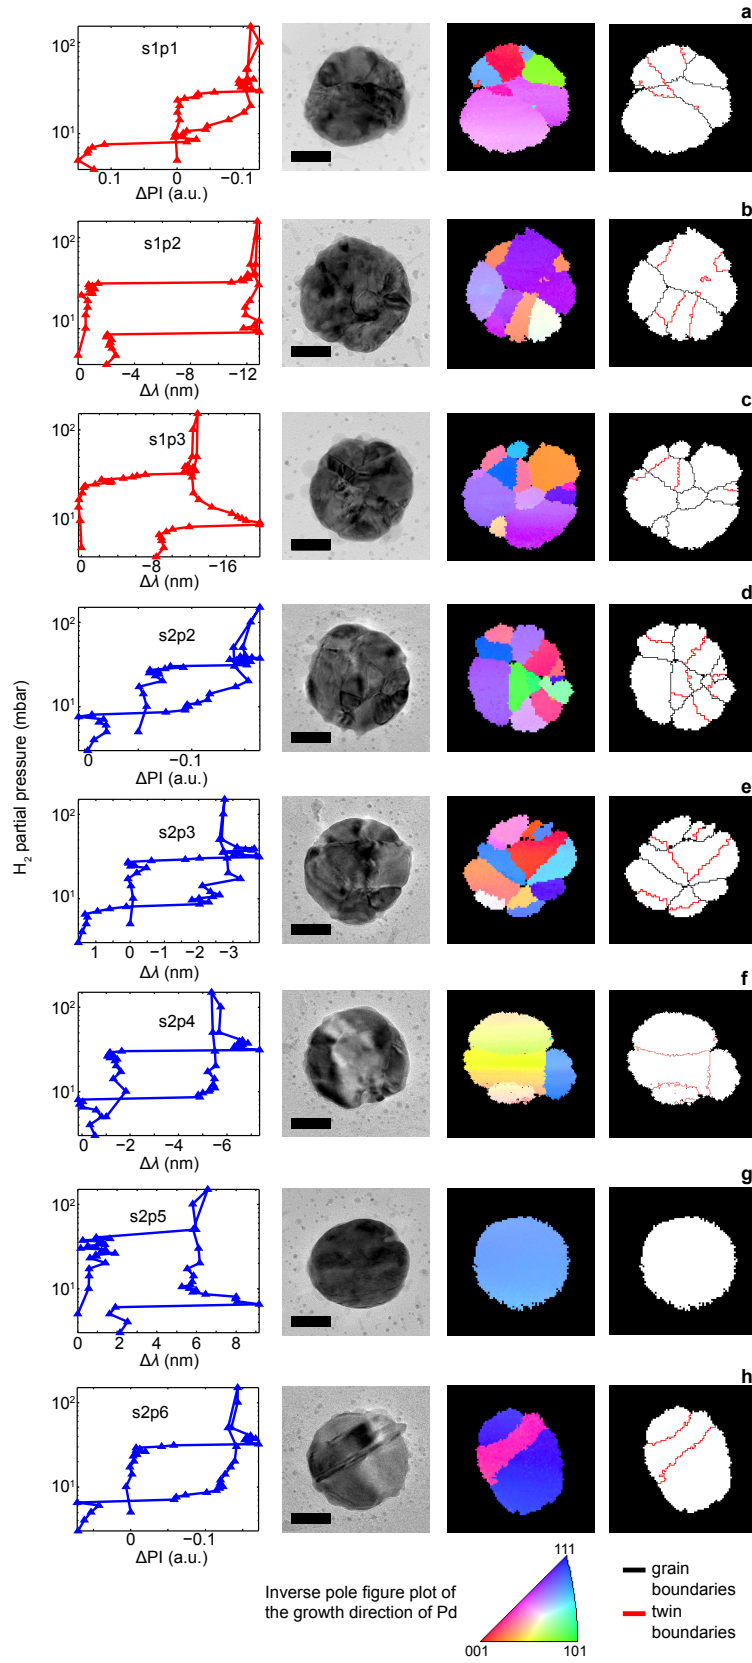 a
10²
s1p1
10¹
0.1 0 −0.1
ΔPI (a.u.)
b
10²
s1p2
10¹
0 −4 −8 −12
Δλ (nm)
c
10²
s1p3
10¹
0 −8 −16
Δλ (nm)
d
10²
s2p2
10¹
0 −0.1
ΔPI (a.u.)
H₂ partial pressure (mbar)
e
10²
s2p3
10¹
1 0 −1 −2 −3
Δλ (nm)
f
10²
s2p4
10¹
0 −2 −4 −6
Δλ (nm)
g
10²
s2p5
10¹
0 2 4 6 8
Δλ (nm)
h
10²
s2p6
10¹
0 −0.1
ΔPI (a.u.)
Inverse pole figure plot of
the growth direction of Pd
111
001 101
grain
boundaries
twin
boundaries